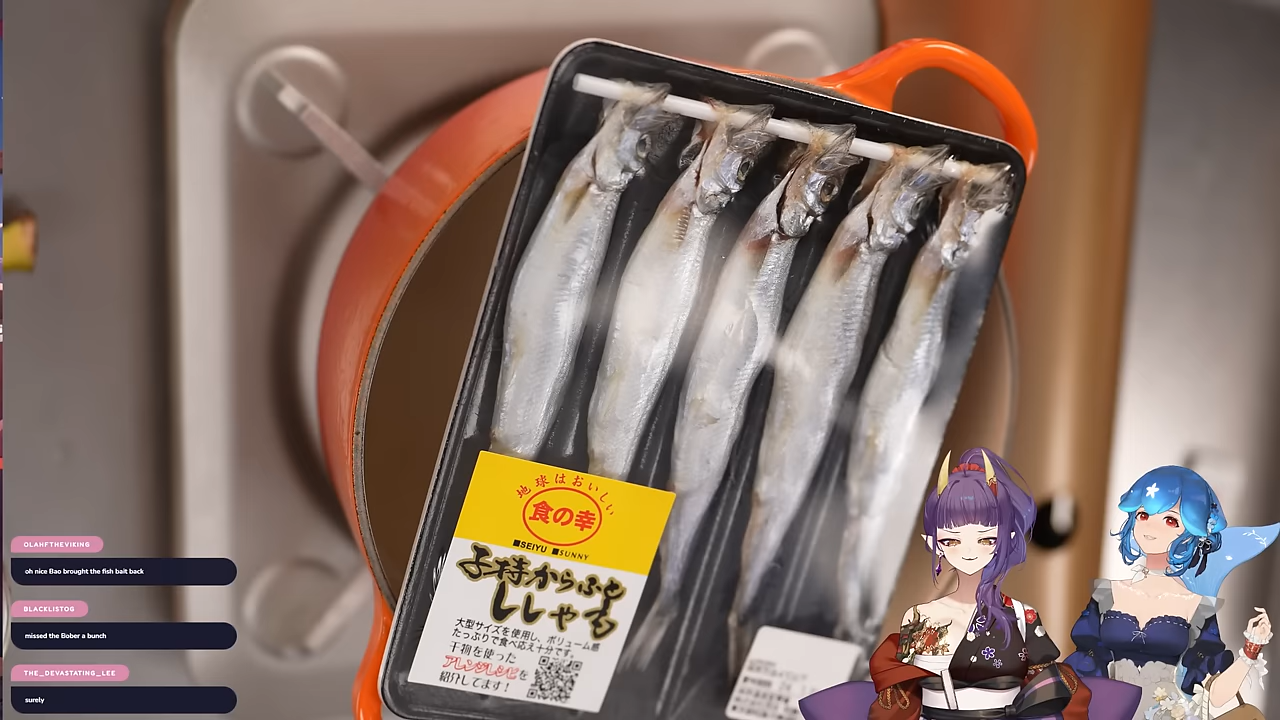 地球はおいしい
食の幸
■SEIYU ■SUNNY
子持からふと
ししゃも
大型サイズを使用し、ボリューム感
たっぷりで食べ応え十分です。
干物を使った
アレンジレシピを
紹介してます!
OLAHFTHEVIKING
oh nice Bao brought the fish bait back
BLACKLISTOG
missed the Bober a bunch
THE_DEVASTATING_LEE
surely